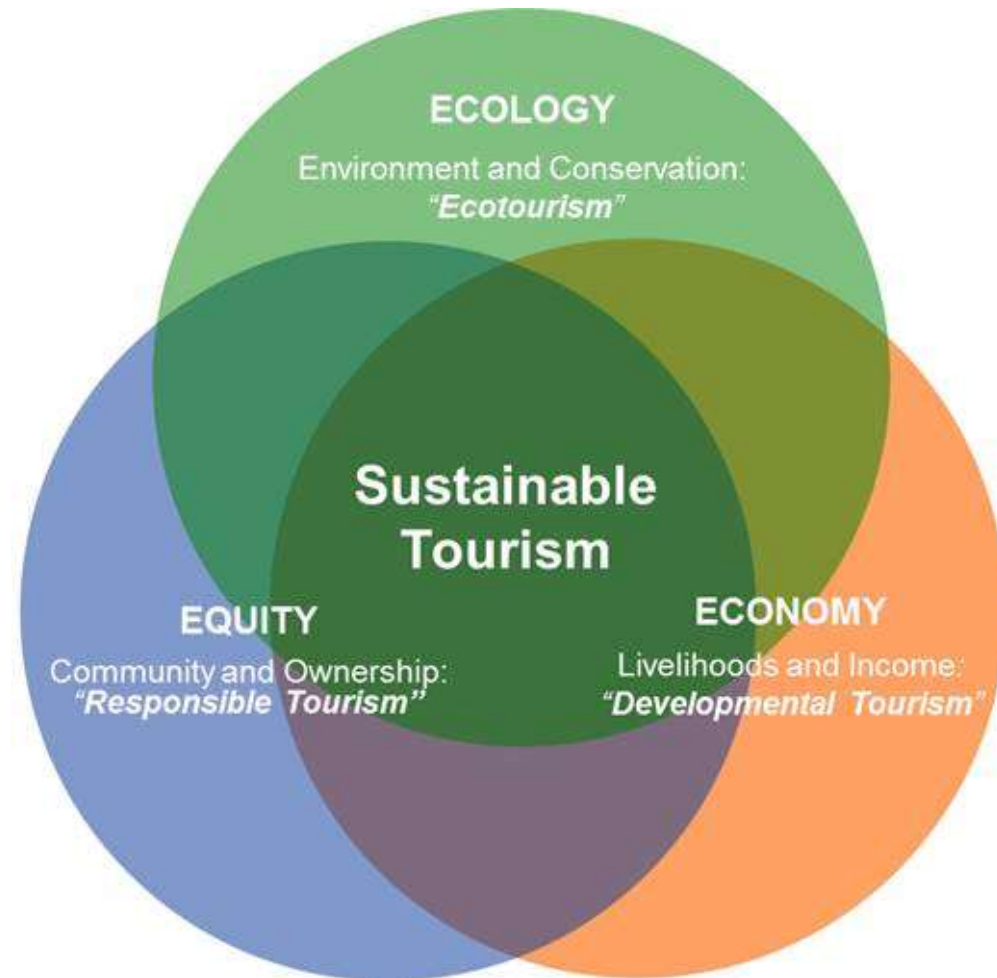 ECOLOGY
Environment and Conservation:
“Ecotourism”
Sustainable
Tourism
EQUITY
Community and Ownership:
“Responsible Tourism”
ECONOMY
Livelihoods and Income:
“Developmental Tourism”